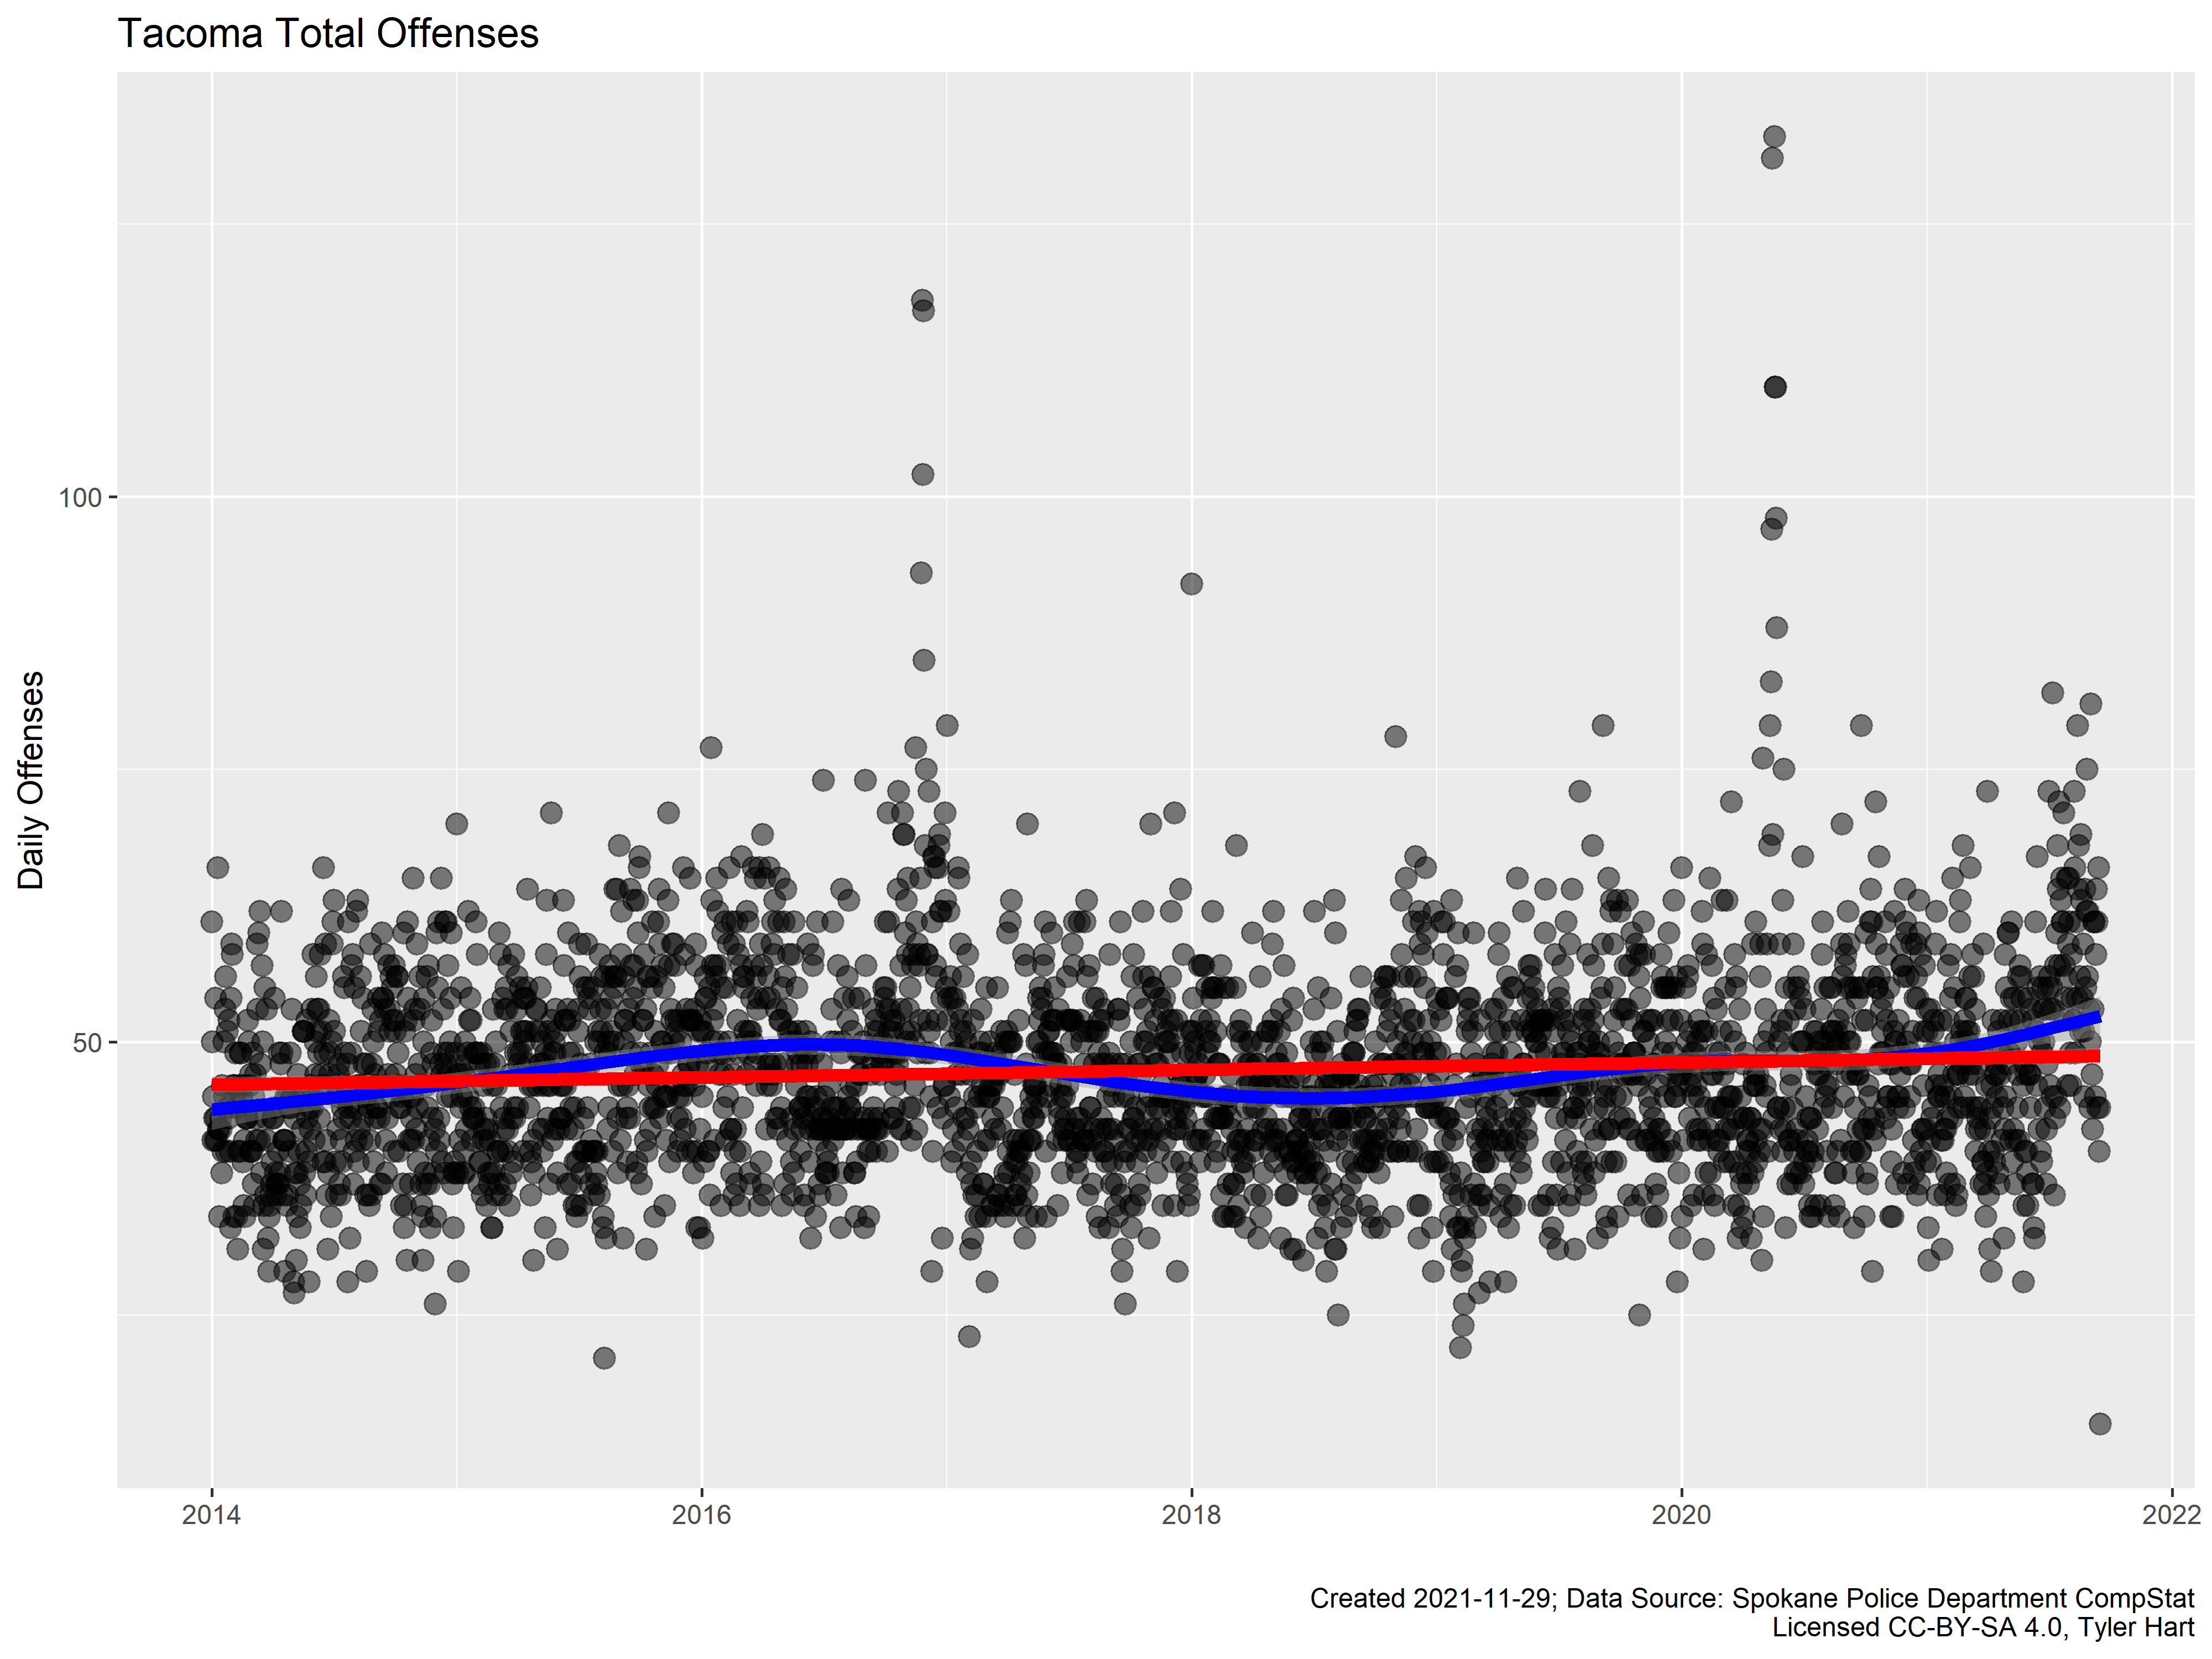 Tacoma Total Offenses
Daily Offenses
100
50
2014
2016
2018
2020
2022
Created 2021-11-29; Data Source: Spokane Police Department CompStat
Licensed CC-BY-SA 4.0, Tyler Hart